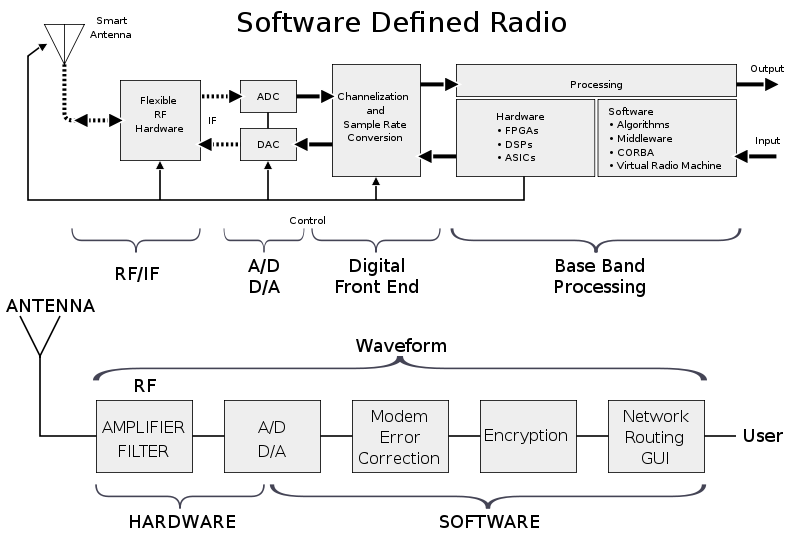 Software Defined Radio
Smart
Antenna
Flexible
RF
Hardware
IF
ADC
DAC
Channelization
and
Sample Rate
Conversion
Processing
Hardware
• FPGAs
• DSPs
• ASICs
Software
• Algorithms
• Middleware
• CORBA
• Virtual Radio Machine
Output
Input
Control
RF/IF
A/D
D/A
Digital
Front End
Base Band
Processing
ANTENNA
Waveform
RF
AMPLIFIER
FILTER
A/D
D/A
Modem
Error
Correction
Encryption
Network
Routing
GUI
User
HARDWARE
SOFTWARE